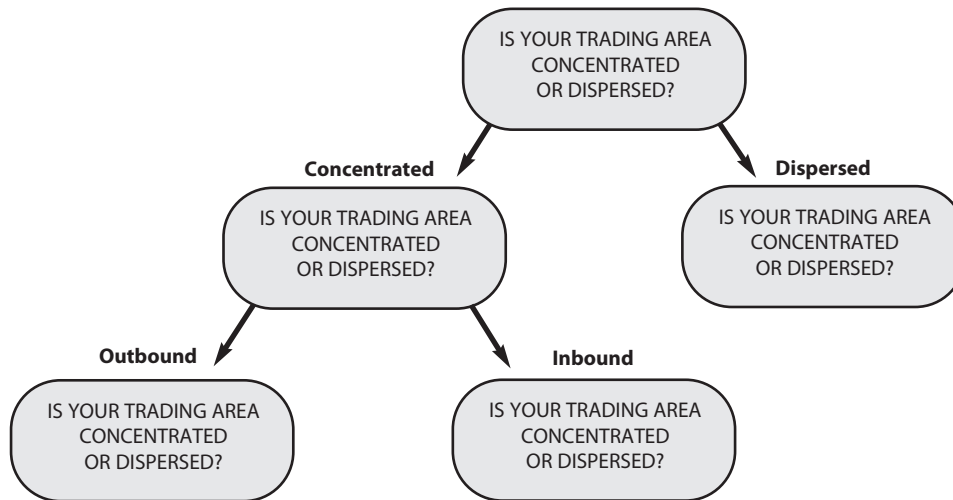 IS YOUR TRADING AREA
CONCENTRATED
OR DISPERSED?
Concentrated
Dispersed
IS YOUR TRADING AREA
CONCENTRATED
OR DISPERSED?
IS YOUR TRADING AREA
CONCENTRATED
OR DISPERSED?
Outbound
Inbound
IS YOUR TRADING AREA
CONCENTRATED
OR DISPERSED?
IS YOUR TRADING AREA
CONCENTRATED
OR DISPERSED?